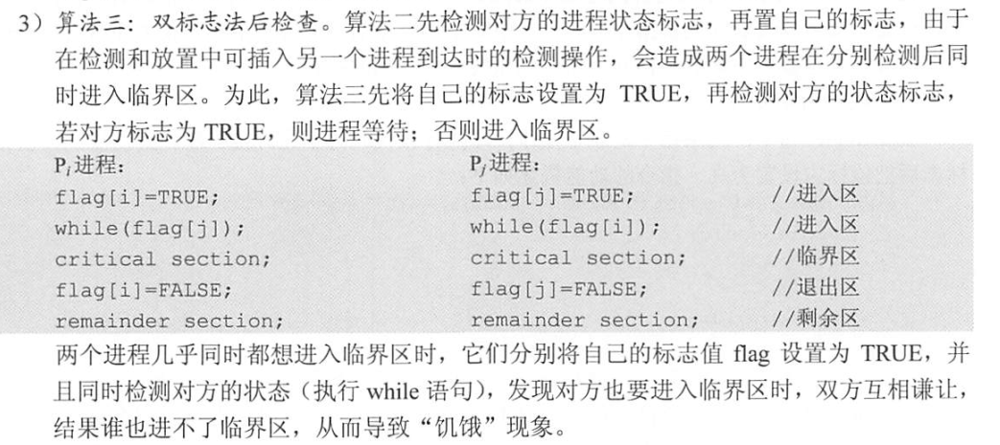 3）算法三：双标志法后检查。算法二先检测对方的进程状态标志，再置自己的标志，由于
在检测和放置中可插入另一个进程到达时的检测操作，会造成两个进程在分别检测后同
时进入临界区。为此，算法三先将自己的标志设置为 TRUE，再检测对方的状态标志，
若对方标志为 TRUE，则进程等待；否则进入临界区。
Pi进程： Pj进程：
flag[i]=TRUE; flag[j]=TRUE; //进入区
while(flag[j]); while(flag[i]); //进入区
critical section; critical section; //临界区
flag[i]=FALSE; flag[j]=FALSE; //退出区
remainder section; remainder section; //剩余区
两个进程几乎同时都想进入临界区时，它们分别将自己的标志值 flag 设置为 TRUE，并
且同时检测对方的状态（执行 while 语句），发现对方也要进入临界区时，双方互相谦让，
结果谁也进不了临界区，从而导致“饥饿”现象。